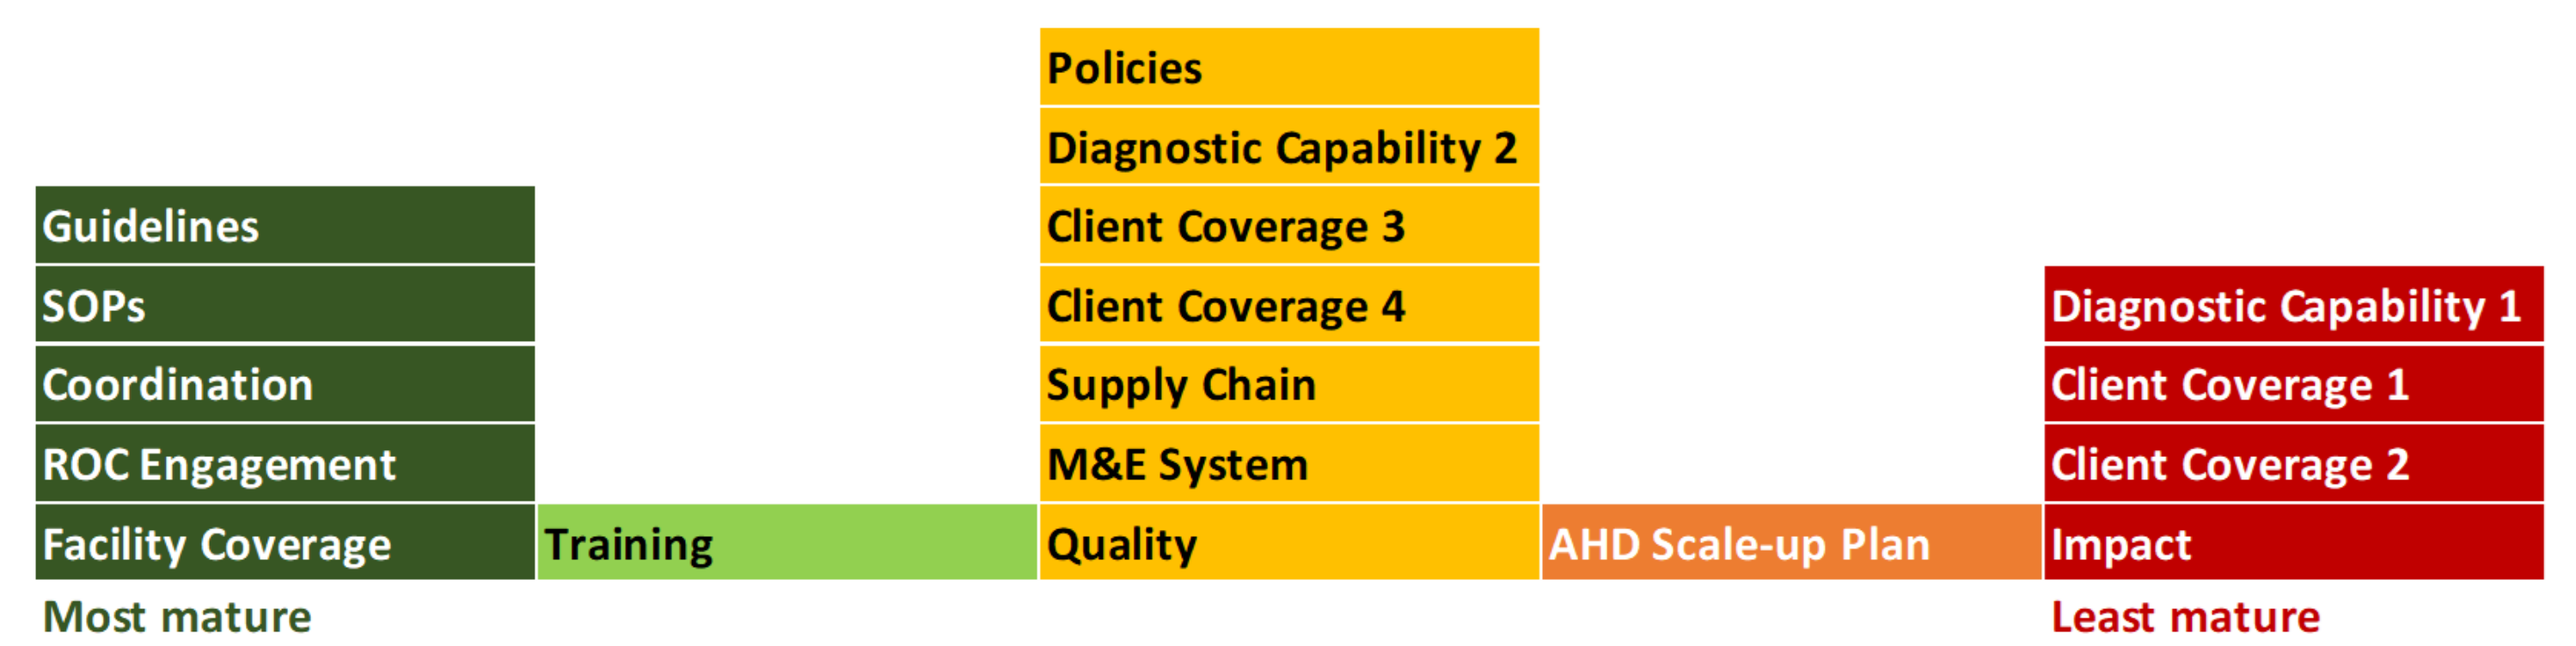 Policies
Diagnostic Capability 2
Guidelines
Client Coverage 3
SOPs
Client Coverage 4
Diagnostic Capability 1
Coordination
Supply Chain
Client Coverage 1
ROC Engagement
M&E System
Client Coverage 2
Facility Coverage
Training
Quality
AHD Scale-up Plan
Impact
Most mature
Least mature